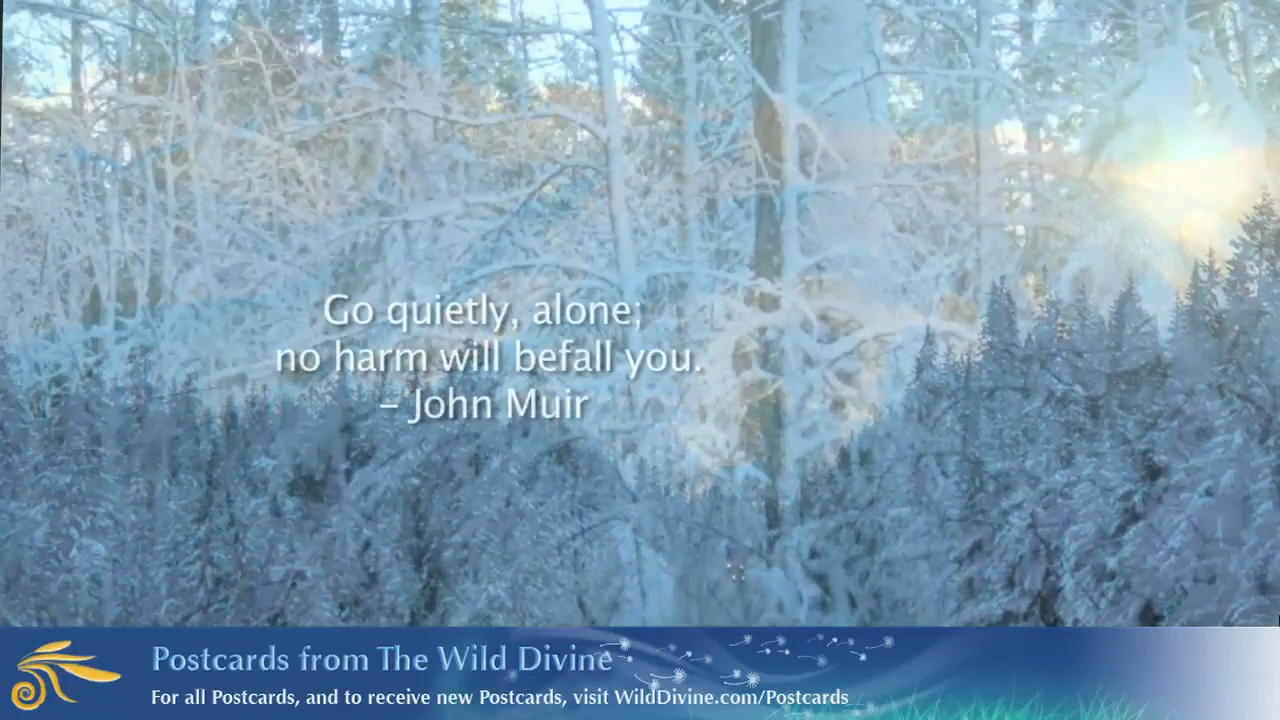 Go quietly, alone;
no harm will befall you.
– John Muir
Postcards from The Wild Divine
For all Postcards, and to receive new Postcards, visit WildDivine.com/Postcards